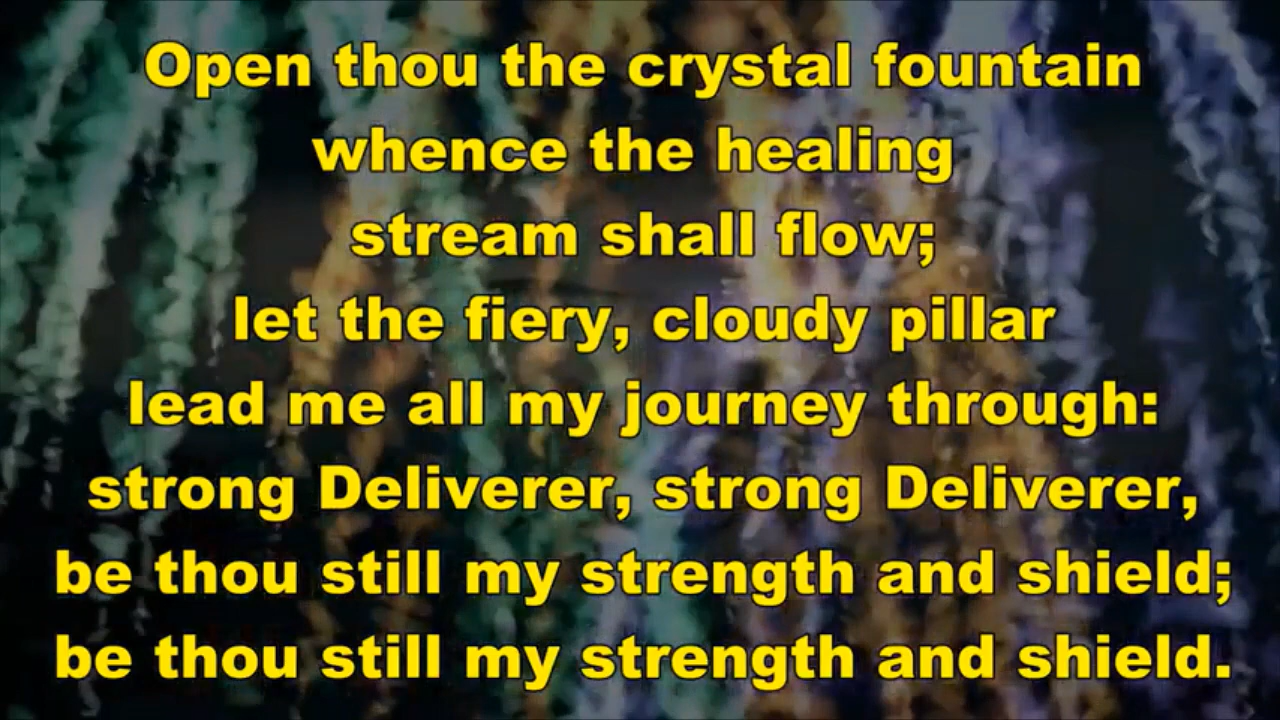 Open thou the crystal fountain
whence the healing
stream shall flow;
let the fiery, cloudy pillar
lead me all my journey through:
strong Deliverer, strong Deliverer,
be thou still my strength and shield;
be thou still my strength and shield.